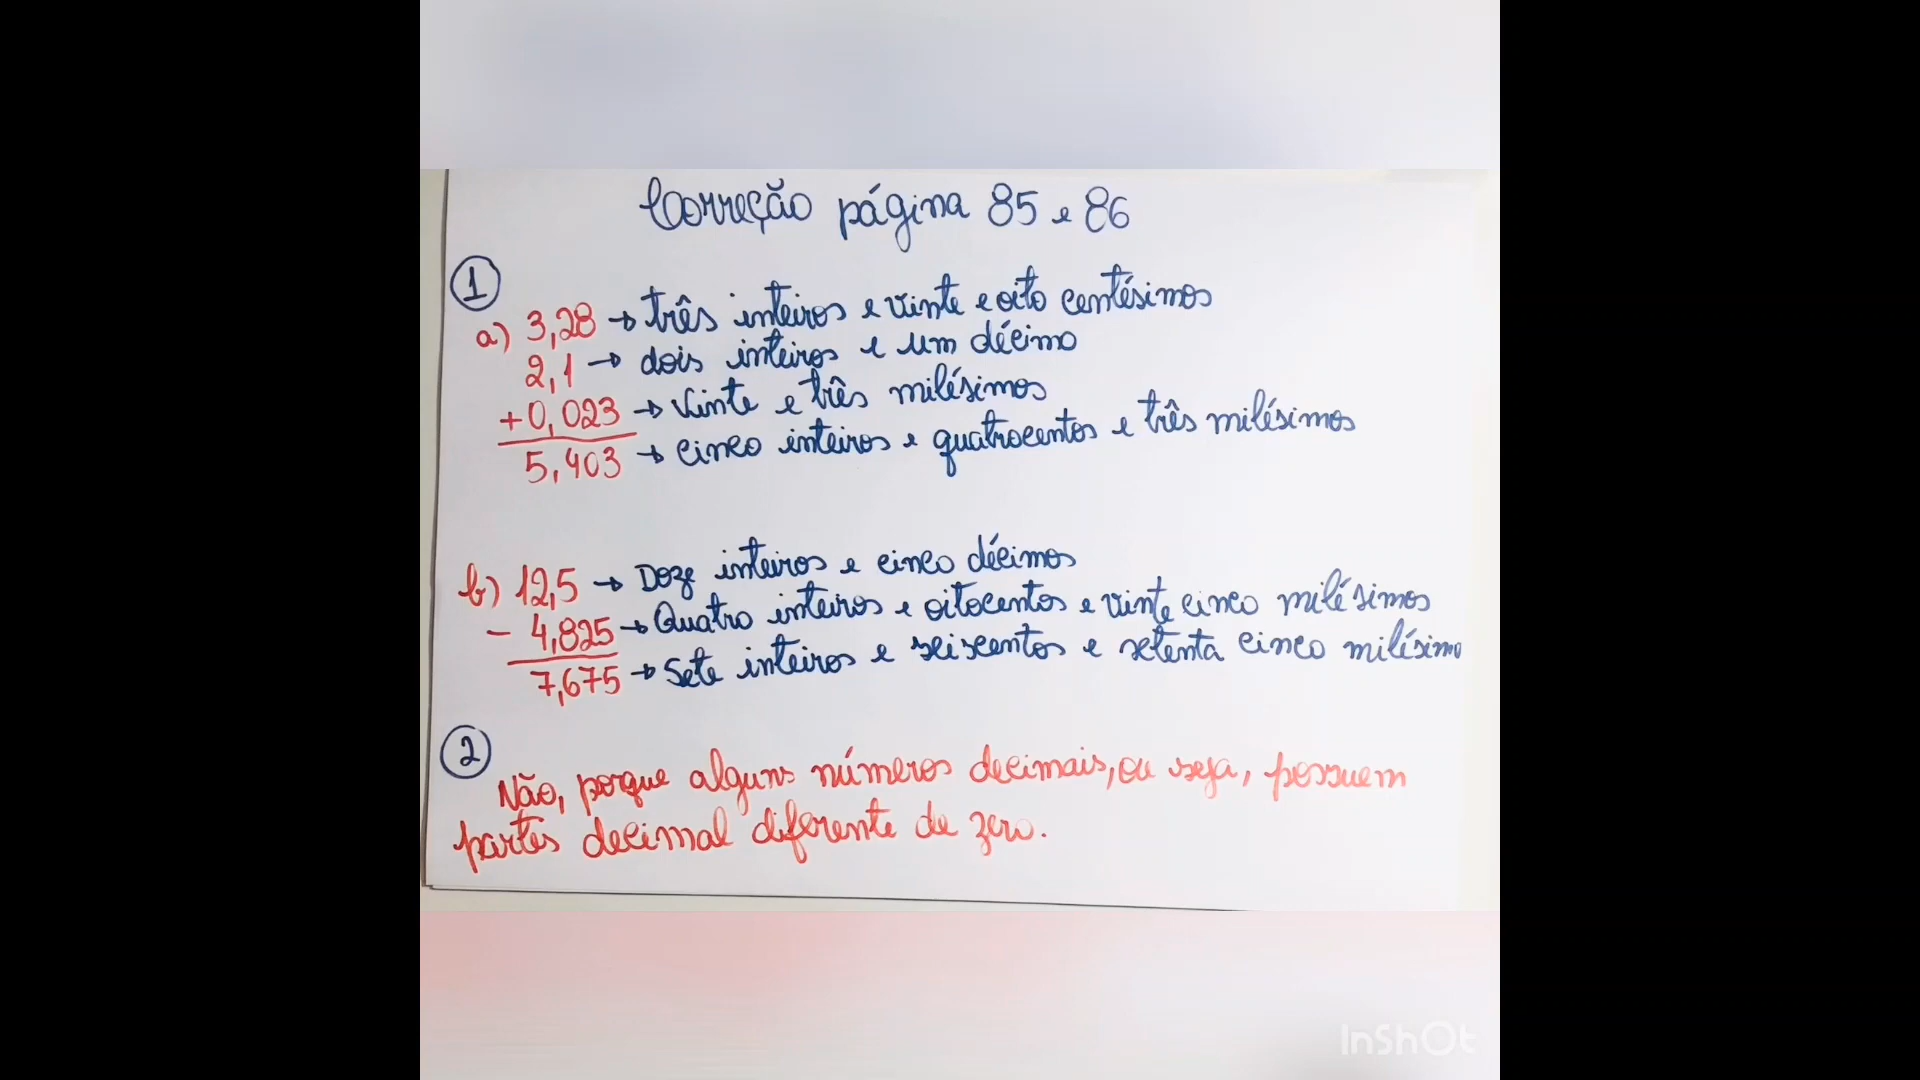 Correção página 85 e 86
1
a) 3,28 → três inteiros e vinte e oito centésimos
2,1 → dois inteiros e um décimo
+0,023 → Vinte e três milésimos
5,403 → cinco inteiros e quatrocentos e três milésimos
b) 12,5 → Doze inteiros e cinco décimos
- 4,825 → Quatro inteiros e oitocentos e vinte cinco milésimos
7,675 → Sete inteiros e seiscentos e setenta cinco milésimo
2
Não, porque alguns números decimais, ou seja, possuem
partes decimal diferente de zero.
InShOt